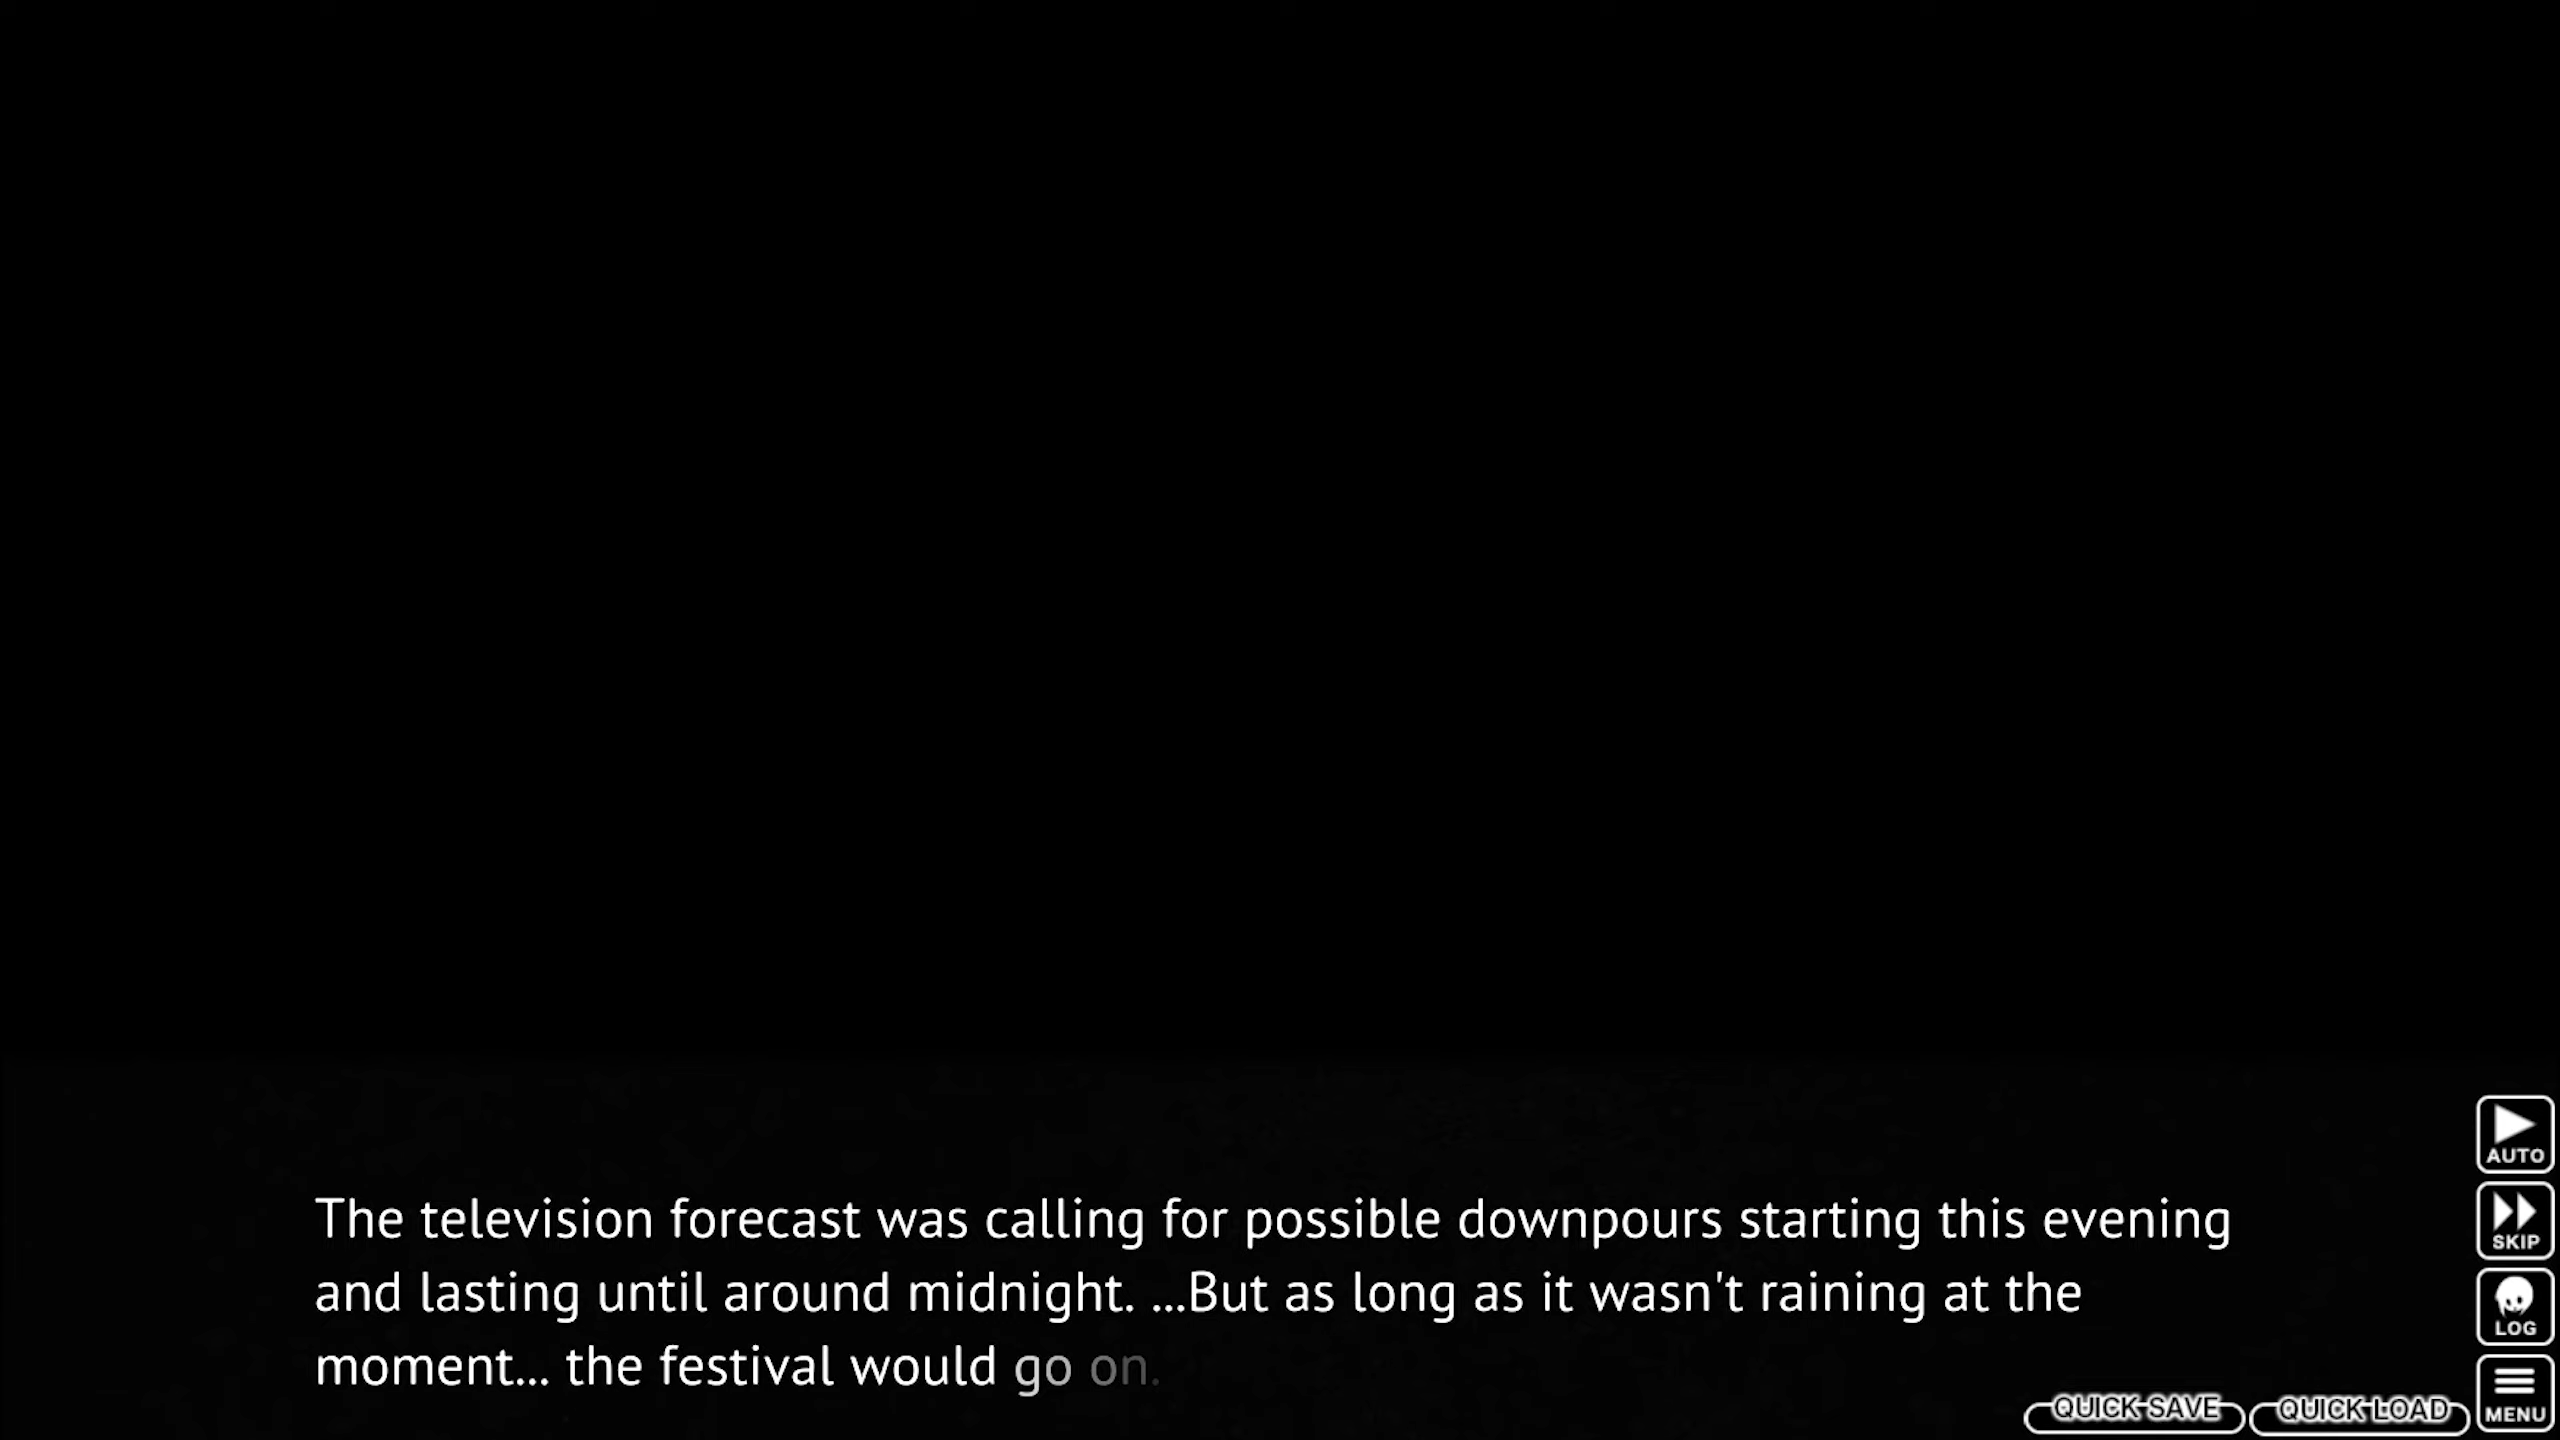 The television forecast was calling for possible downpours starting this evening
and lasting until around midnight. ...But as long as it wasn't raining at the
moment... the festival would go on.
AUTO
SKIP
LOG
MENU
QUICK SAVE
QUICK LOAD